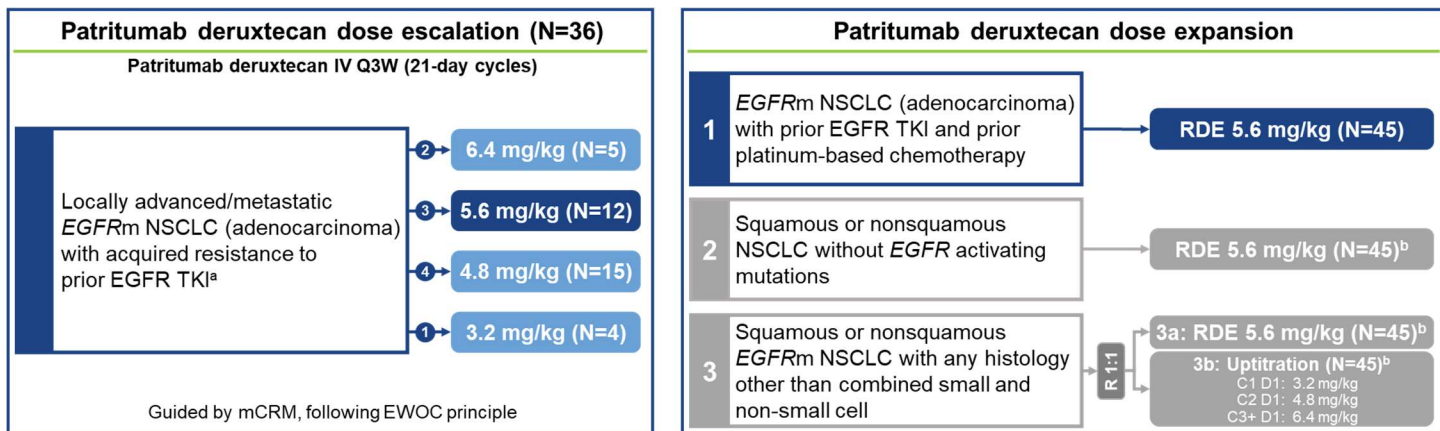 Patritumab deruxtecan dose escalation (N=36)
Patritumab deruxtecan IV Q3W (21-day cycles)
Locally advanced/metastatic
EGFRm NSCLC (adenocarcinoma)
with acquired resistance to
prior EGFR TKIᵃ
2
6.4 mg/kg (N=5)
3
5.6 mg/kg (N=12)
4
4.8 mg/kg (N=15)
1
3.2 mg/kg (N=4)
Guided by mCRM, following EWOC principle
Patritumab deruxtecan dose expansion
1
EGFRm NSCLC (adenocarcinoma)
with prior EGFR TKI and prior
platinum-based chemotherapy
RDE 5.6 mg/kg (N=45)
2
Squamous or nonsquamous
NSCLC without EGFR activating
mutations
RDE 5.6 mg/kg (N=45)ᵇ
3
Squamous or nonsquamous
EGFRm NSCLC with any histology
other than combined small and
non-small cell
R 1:1
3a: RDE 5.6 mg/kg (N=45)ᵇ
3b: Uptitration (N=45)ᵇ
C1 D1: 3.2 mg/kg
C2 D1: 4.8 mg/kg
C3+ D1: 6.4 mg/kg